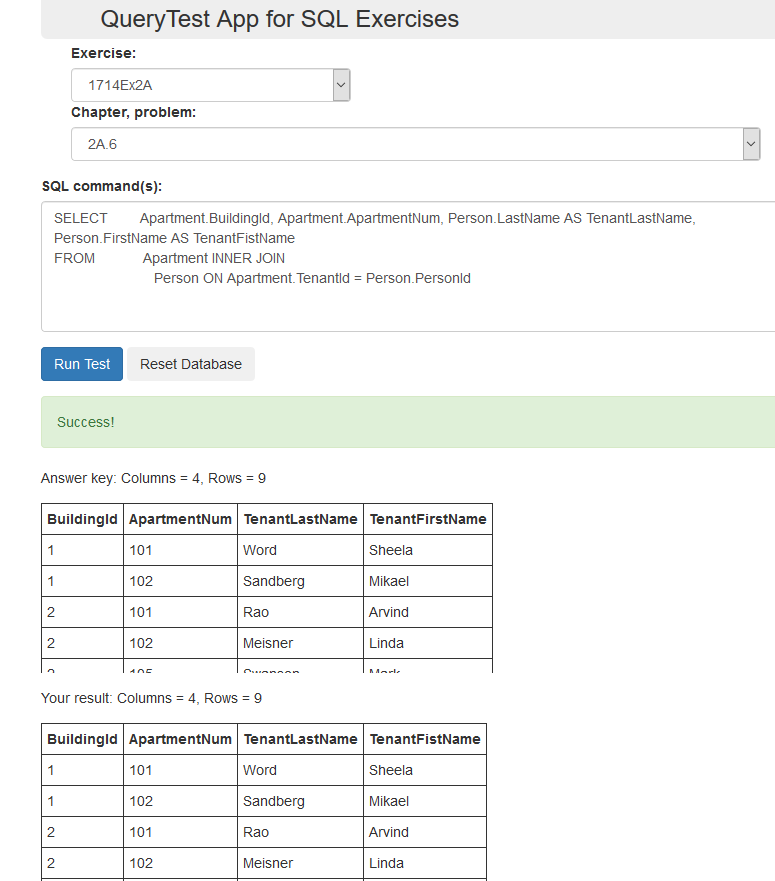 QueryTest App for SQL Exercises
Exercise:
1714Ex2A
Chapter, problem:
2A.6
SQL command(s):
SELECT Apartment.BuildingId, Apartment.ApartmentNum, Person.LastName AS TenantLastName,
Person.FirstName AS TenantFistName
FROM Apartment INNER JOIN
Person ON Apartment.TenantId = Person.PersonId
Run Test Reset Database
Success!
Answer key: Columns = 4, Rows = 9
BuildingId ApartmentNum TenantLastName TenantFirstName
1 101 Word Sheela
1 102 Sandberg Mikael
2 101 Rao Arvind
2 102 Meisner Linda
2 105 Swanson Mark
Your result: Columns = 4, Rows = 9
BuildingId ApartmentNum TenantLastName TenantFistName
1 101 Word Sheela
1 102 Sandberg Mikael
2 101 Rao Arvind
2 102 Meisner Linda